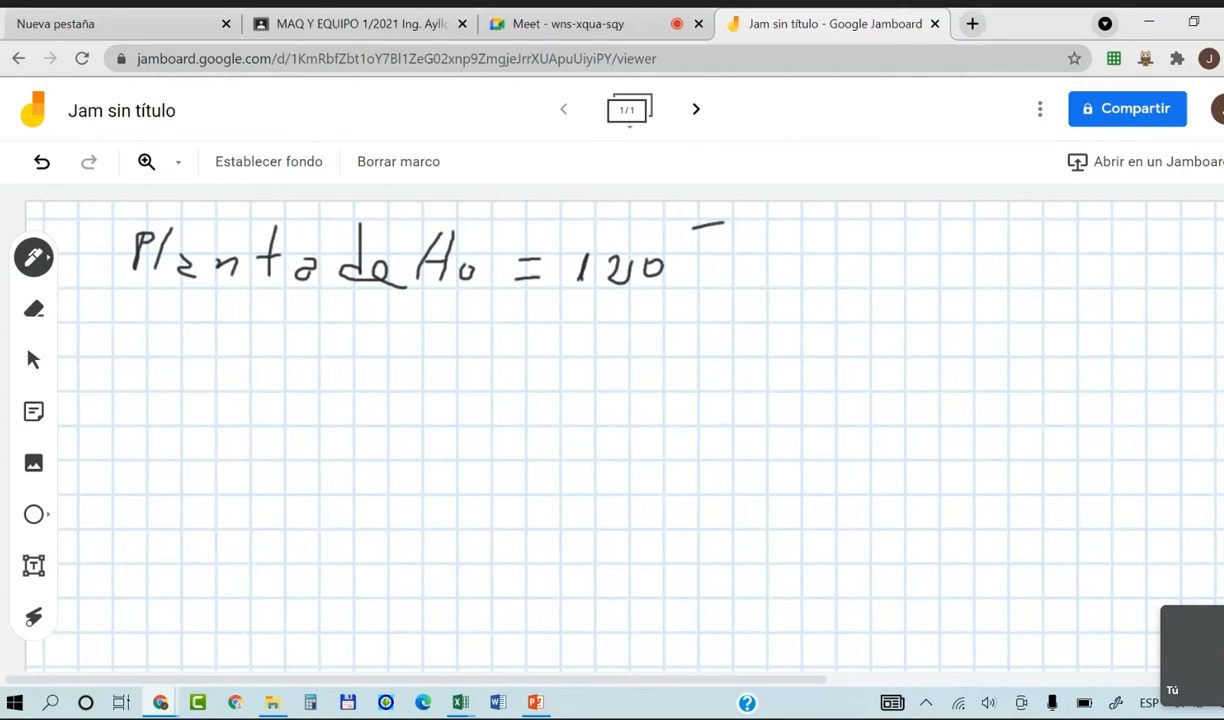 Nueva pestaña
MAQ Y EQUIPO 1/2021 Ing. Ayllo
Meet - wns-xqua-sqy
Jam sin título - Google Jamboard
jamboard.google.com/d/1KmRbfZbt1oY7Bl1ZeG02xnp9ZmgjeJrrXUApuUiyiPY/viewer
J
Jam sin título
1/1
Compartir
Establecer fondo
Borrar marco
Abrir en un Jamboar
Planta de Ho = 120
Tú
ESP